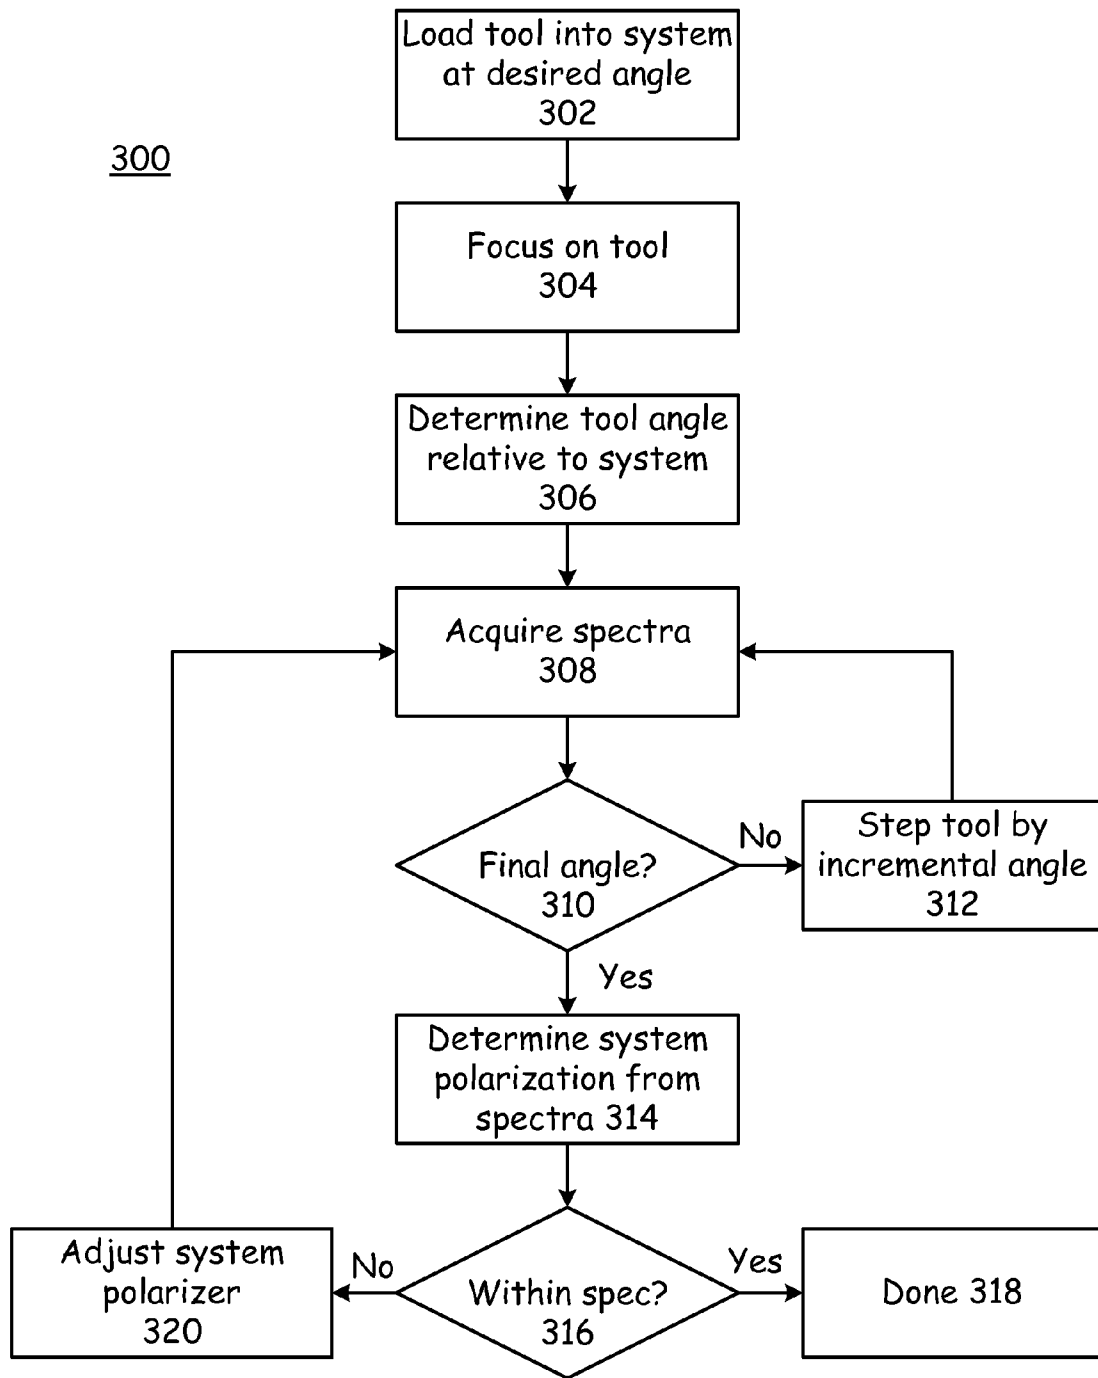 Load tool into system
at desired angle
302
300
Focus on tool
304
Determine tool angle
relative to system
306
Acquire spectra
308
Final angle?
310
No
Step tool by
incremental angle
312
Yes
Determine system
polarization from
spectra 314
Adjust system
polarizer
320
No
Within spec?
316
Yes
Done 318